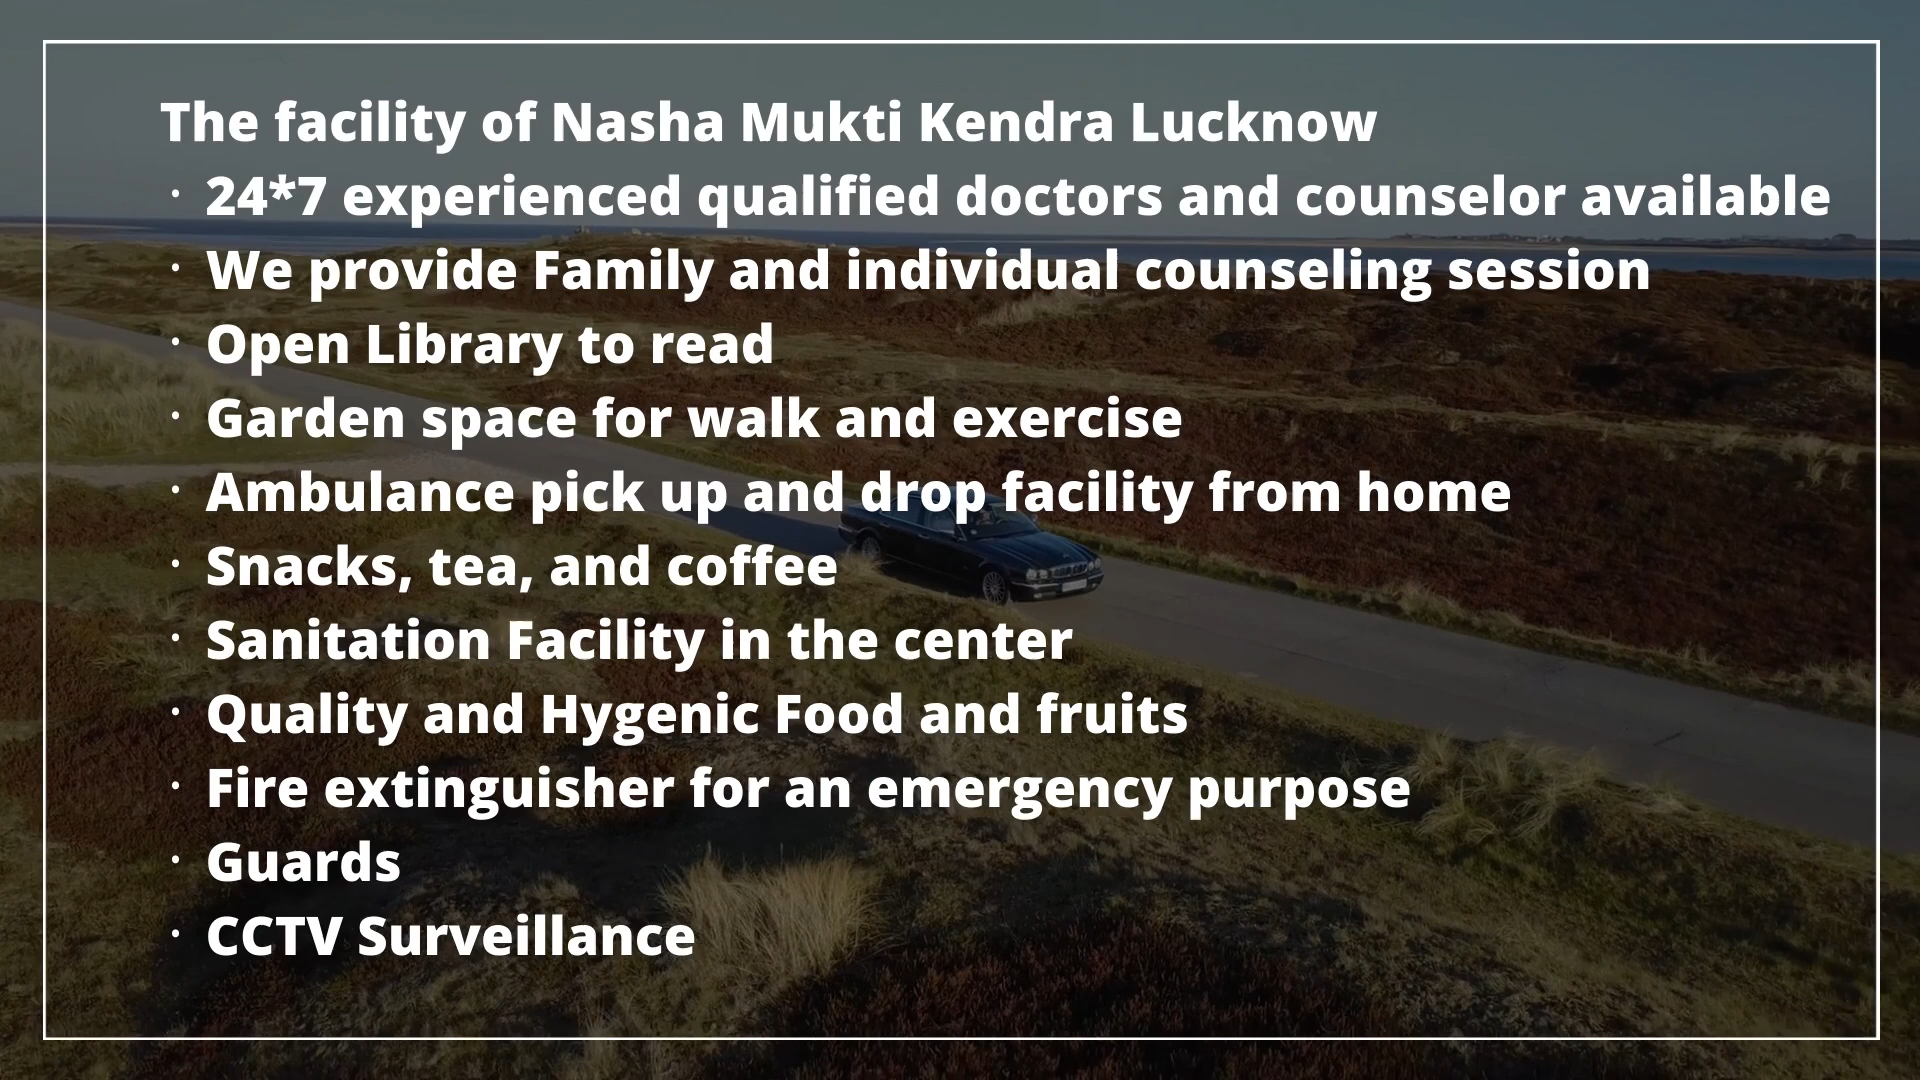 The facility of Nasha Mukti Kendra Lucknow
· 24*7 experienced qualified doctors and counselor available
· We provide Family and individual counseling session
· Open Library to read
· Garden space for walk and exercise
· Ambulance pick up and drop facility from home
· Snacks, tea, and coffee
· Sanitation Facility in the center
· Quality and Hygenic Food and fruits
· Fire extinguisher for an emergency purpose
· Guards
· CCTV Surveillance